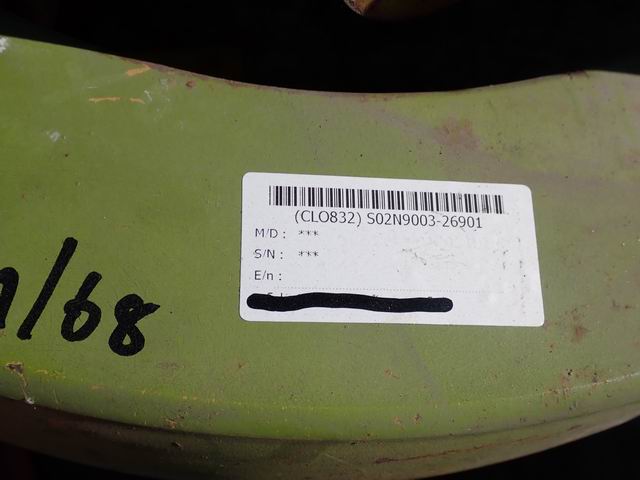 (CLO832) S02N9003-26901
M/D : ***
S/N : ***
E/n :
/68